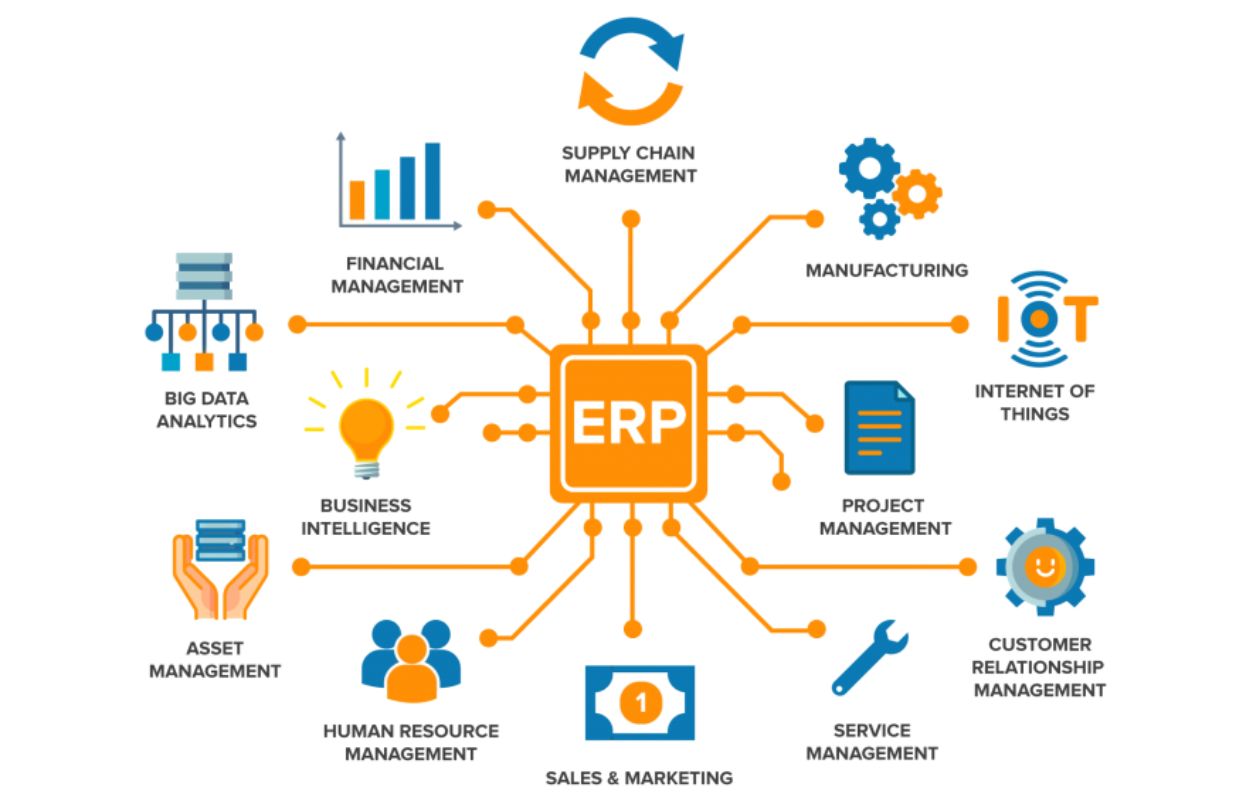 SUPPLY CHAIN
MANAGEMENT
FINANCIAL
MANAGEMENT
MANUFACTURING
BIG DATA
ANALYTICS
IOT
INTERNET OF
THINGS
ERP
BUSINESS
INTELLIGENCE
PROJECT
MANAGEMENT
ASSET
MANAGEMENT
CUSTOMER
RELATIONSHIP
MANAGEMENT
HUMAN RESOURCE
MANAGEMENT
1
SALES & MARKETING
SERVICE
MANAGEMENT